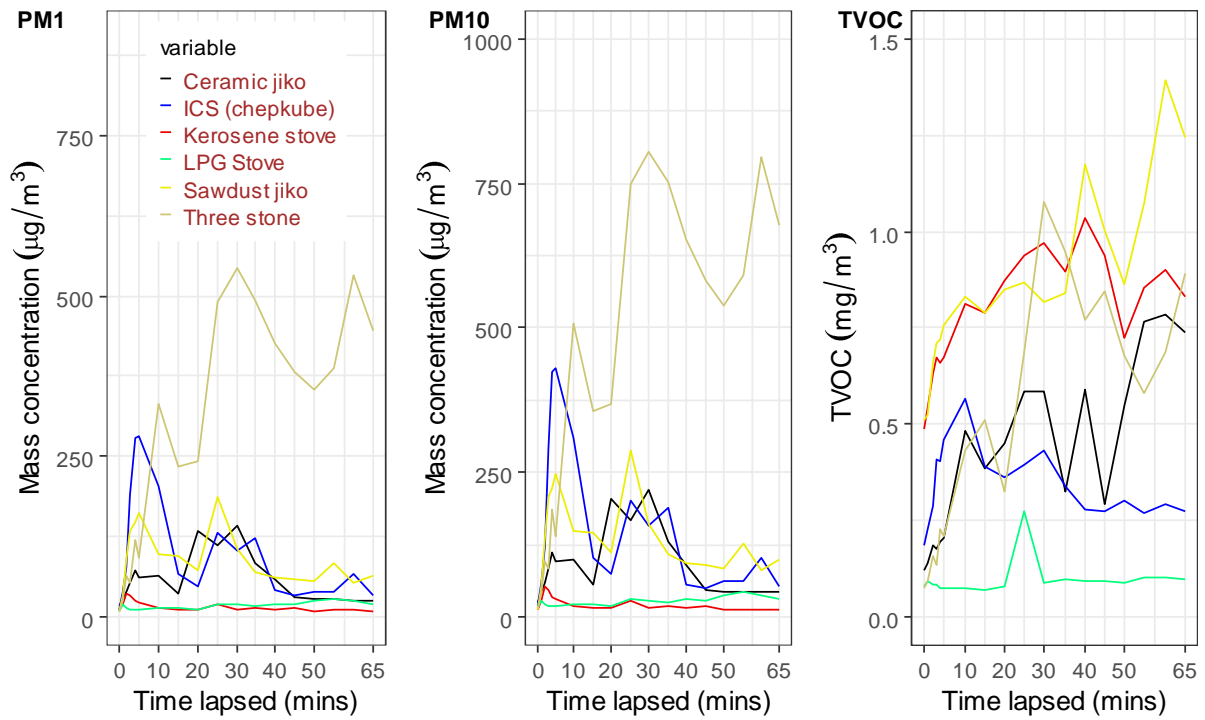 PM1
PM10
TVOC
variable
Ceramic jiko
ICS (chepkube)
Kerosene stove
LPG Stove
Sawdust jiko
Three stone
Mass concentration (μg/m³)
750
500
250
0
0 10 20 30 40 50 65
Time lapsed (mins)
Mass concentration (μg/m³)
1000
750
500
250
0
0 10 20 30 40 50 65
Time lapsed (mins)
TVOC (mg/m³)
1.5
1.0
0.5
0.0
0 10 20 30 40 50 65
Time lapsed (mins)